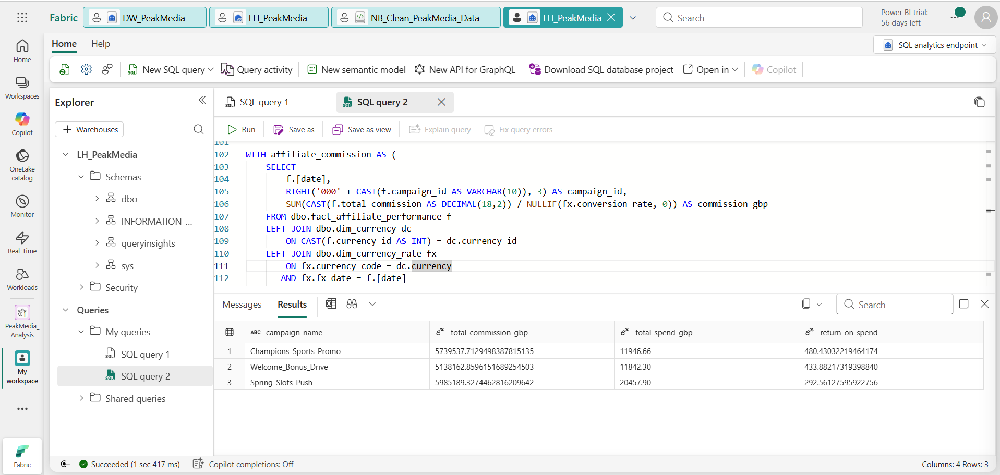 Fabric
DW_PeakMedia
LH_PeakMedia
NB_Clean_PeakMedia_Data
LH_PeakMedia
Search
Power BI trial:
56 days left
Home
Help
SQL analytics endpoint
New SQL query
Query activity
New semantic model
New API for GraphQL
Download SQL database project
Open in
Copilot
Home
Workspaces
Copilot
OneLake
catalog
Monitor
Real-Time
Workloads
PeakMedia_
Analysis
My
workspace
Fabric
Explorer
Warehouses
LH_PeakMedia
Schemas
dbo
INFORMATION_...
queryinsights
sys
Security
Queries
My queries
SQL query 1
SQL query 2
Shared queries
SQL query 1
SQL query 2
Run
Save as
Save as view
Explain query
Fix query errors
101
102 WITH affiliate_commission AS (
103 SELECT
104 f.[date],
105 RIGHT('000' + CAST(f.campaign_id AS VARCHAR(10)), 3) AS campaign_id,
106 SUM(CAST(f.total_commission AS DECIMAL(18,2)) / NULLIF(fx.conversion_rate, 0)) AS commission_gbp
107 FROM dbo.fact_affiliate_performance f
108 LEFT JOIN dbo.dim_currency dc
109 ON CAST(f.currency_id AS INT) = dc.currency_id
110 LEFT JOIN dbo.dim_currency_rate fx
111 ON fx.currency_code = dc.currency
112 AND fx.fx_date = f.[date]
Messages
Results
Search
ABC campaign_name
total_commission_gbp
total_spend_gbp
return_on_spend
1 Champions_Sports_Promo 5739537.7129498387815135 11946.66 480.43032219464174
2 Welcome_Bonus_Drive 5138162.8596151689254503 11842.30 433.88217319398840
3 Spring_Slots_Push 5985189.3274462816209642 20457.90 292.56127595922756
Succeeded (1 sec 417 ms)
Copilot completions: Off
Columns: 4 Rows: 3